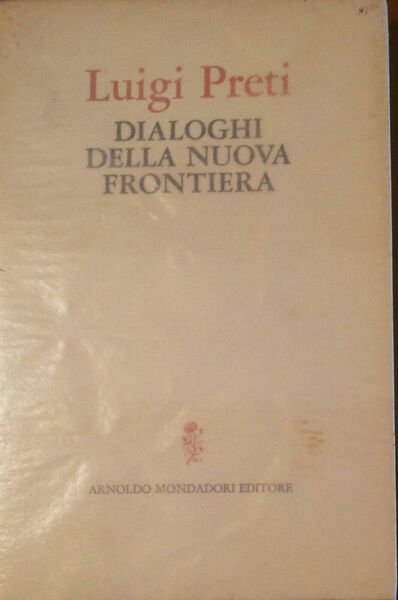 Luigi Preti
DIALOGHI
DELLA NUOVA
FRONTIERA
ARNOLDO MONDADORI EDITORE